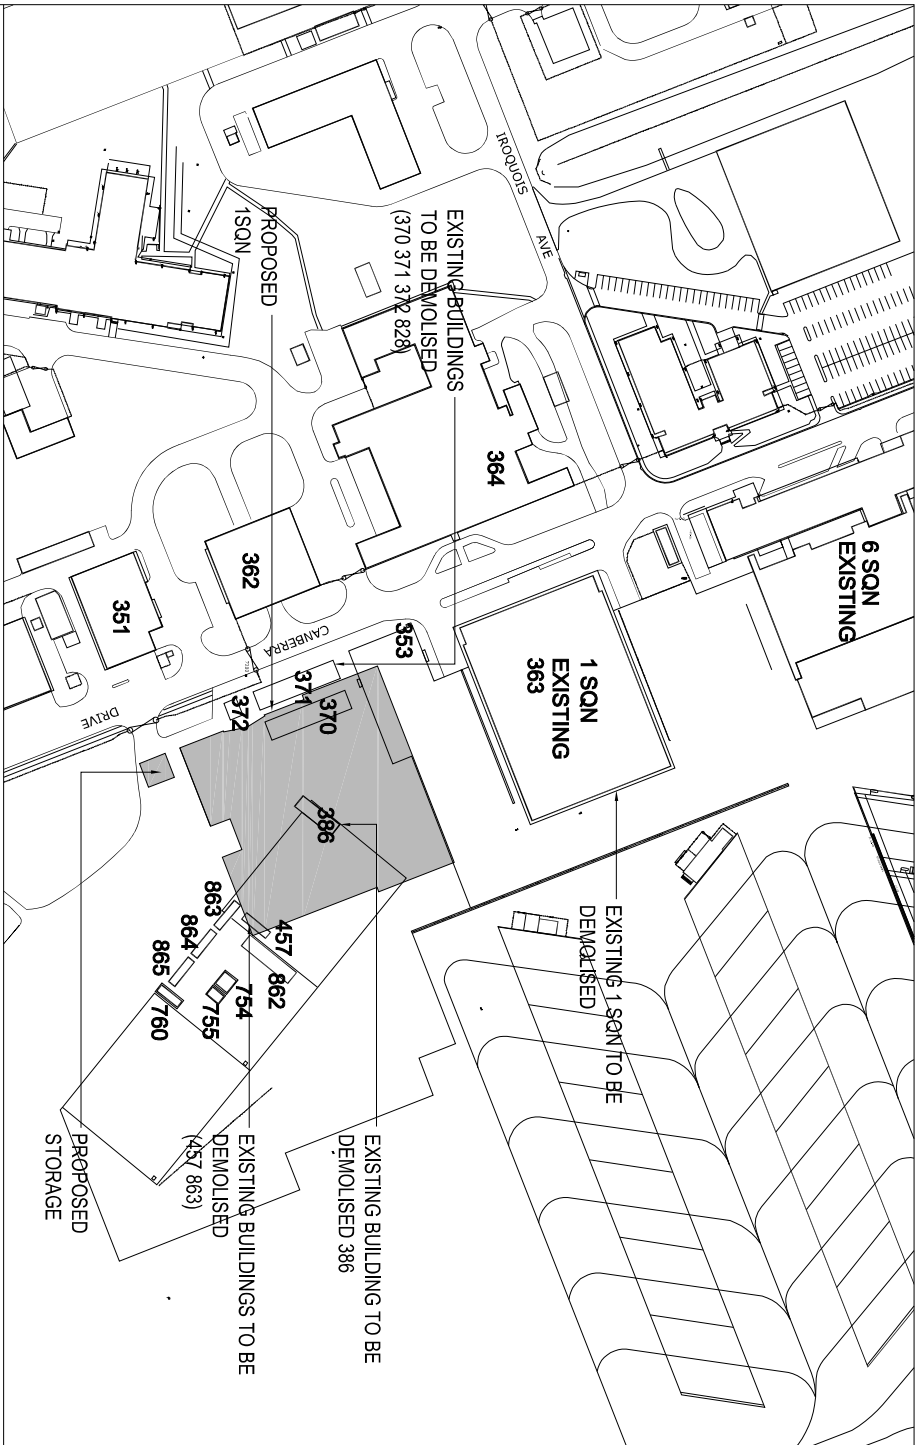 IROQUOIS
AVE
EXISTING BUILDINGS
TO BE DEMOLISED
(370 371 372 828)
PROPOSED
1SQN
364
6 SQN
EXISTING
362
351
CANBERRA
DRIVE
353
1 SQN
EXISTING
363
371
370
372
386
EXISTING 1 SQN TO BE
DEMOLISED
863
864
865
760
457
862
754
755
EXISTING BUILDING TO BE
DEMOLISED 386
EXISTING BUILDINGS TO BE
DEMOLISED
(457 863)
PROPOSED
STORAGE